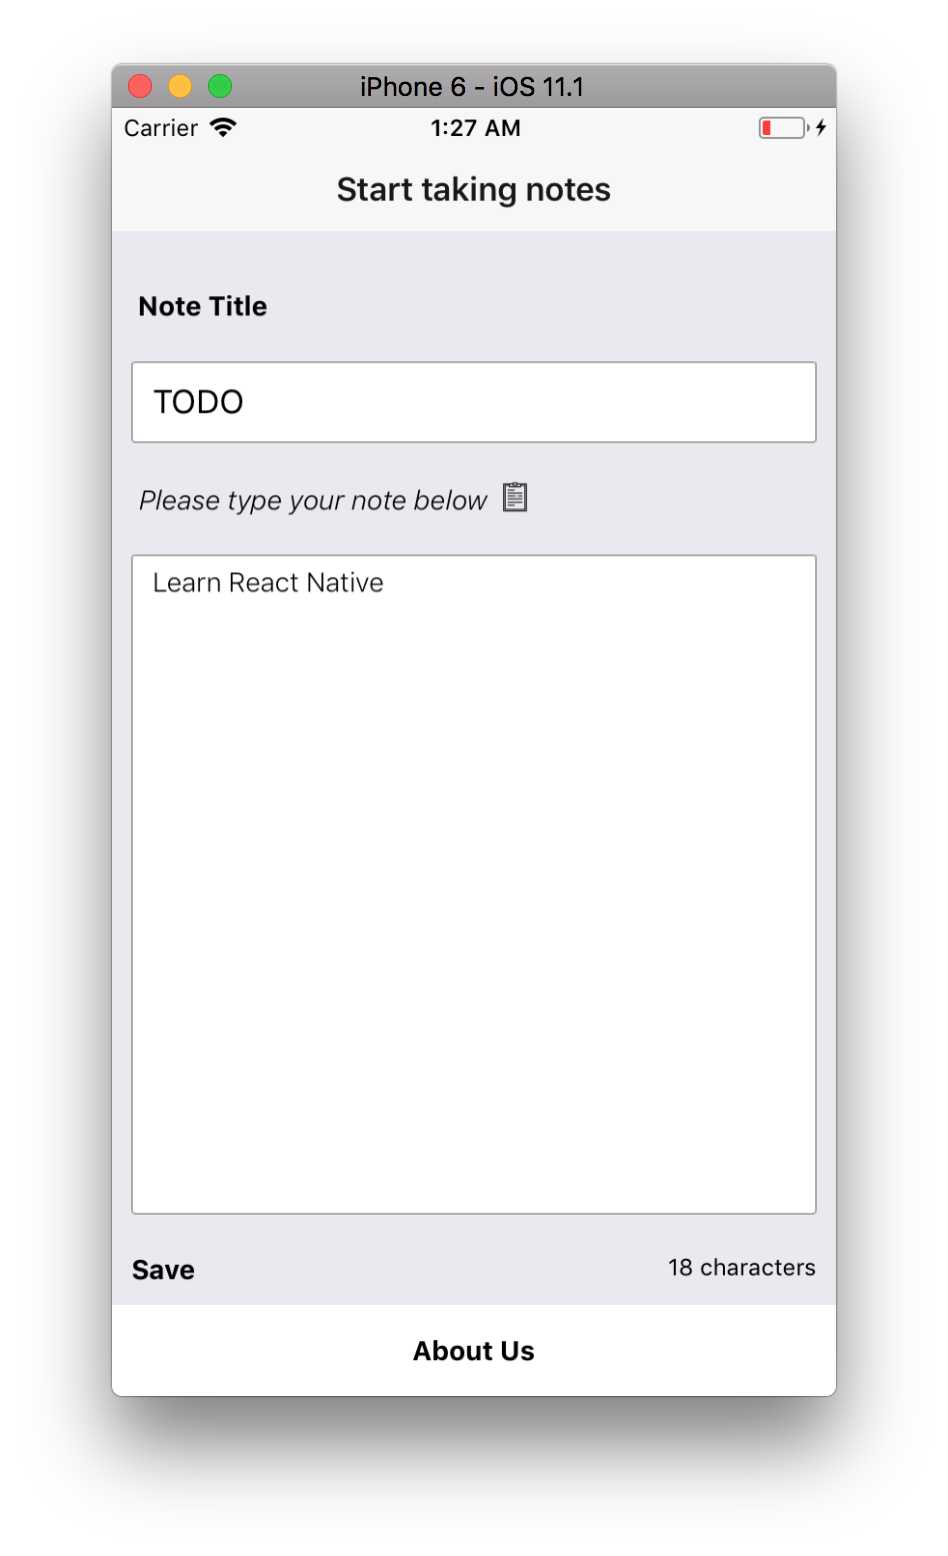 iPhone 6 - iOS 11.1
Carrier 1:27 AM
Start taking notes
Note Title
TODO
Please type your note below
Learn React Native
Save 18 characters
About Us